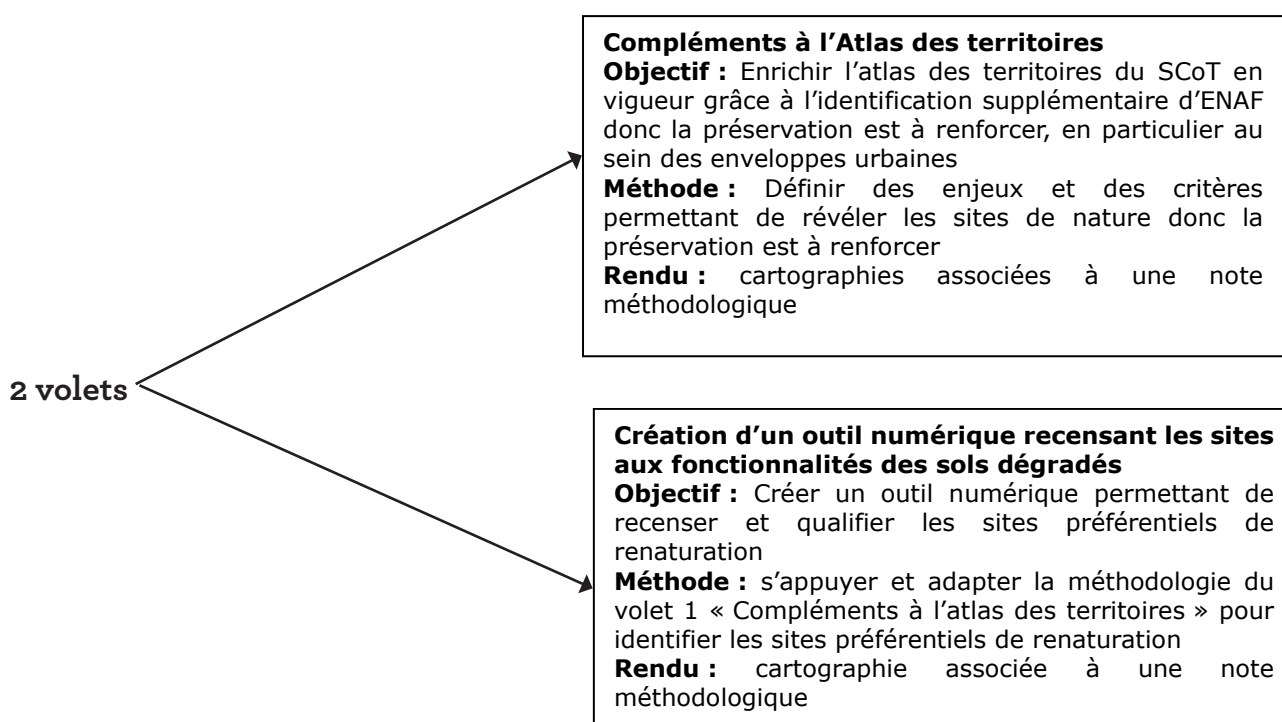 Compléments à l’Atlas des territoires
Objectif : Enrichir l’atlas des territoires du SCoT en
vigueur grâce à l’identification supplémentaire d’ENAF
donc la préservation est à renforcer, en particulier au
sein des enveloppes urbaines
Méthode : Définir des enjeux et des critères
permettant de révéler les sites de nature donc la
préservation est à renforcer
Rendu : cartographies associées à une note
méthodologique
2 volets
Création d’un outil numérique recensant les sites
aux fonctionnalités des sols dégradés
Objectif : Créer un outil numérique permettant de
recenser et qualifier les sites préférentiels de
renaturation
Méthode : s’appuyer et adapter la méthodologie du
volet 1 « Compléments à l’atlas des territoires » pour
identifier les sites préférentiels de renaturation
Rendu : cartographie associée à une note
méthodologique